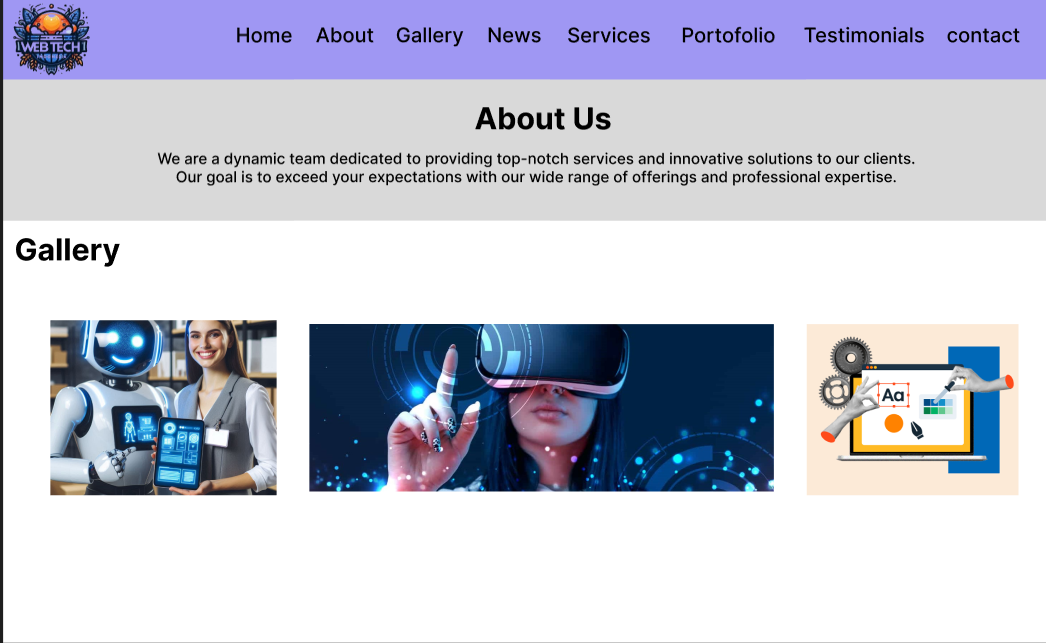 WEB TECH
Home About Gallery News Services Portofolio Testimonials contact
About Us
We are a dynamic team dedicated to providing top-notch services and innovative solutions to our clients.
Our goal is to exceed your expectations with our wide range of offerings and professional expertise.
Gallery
Aa